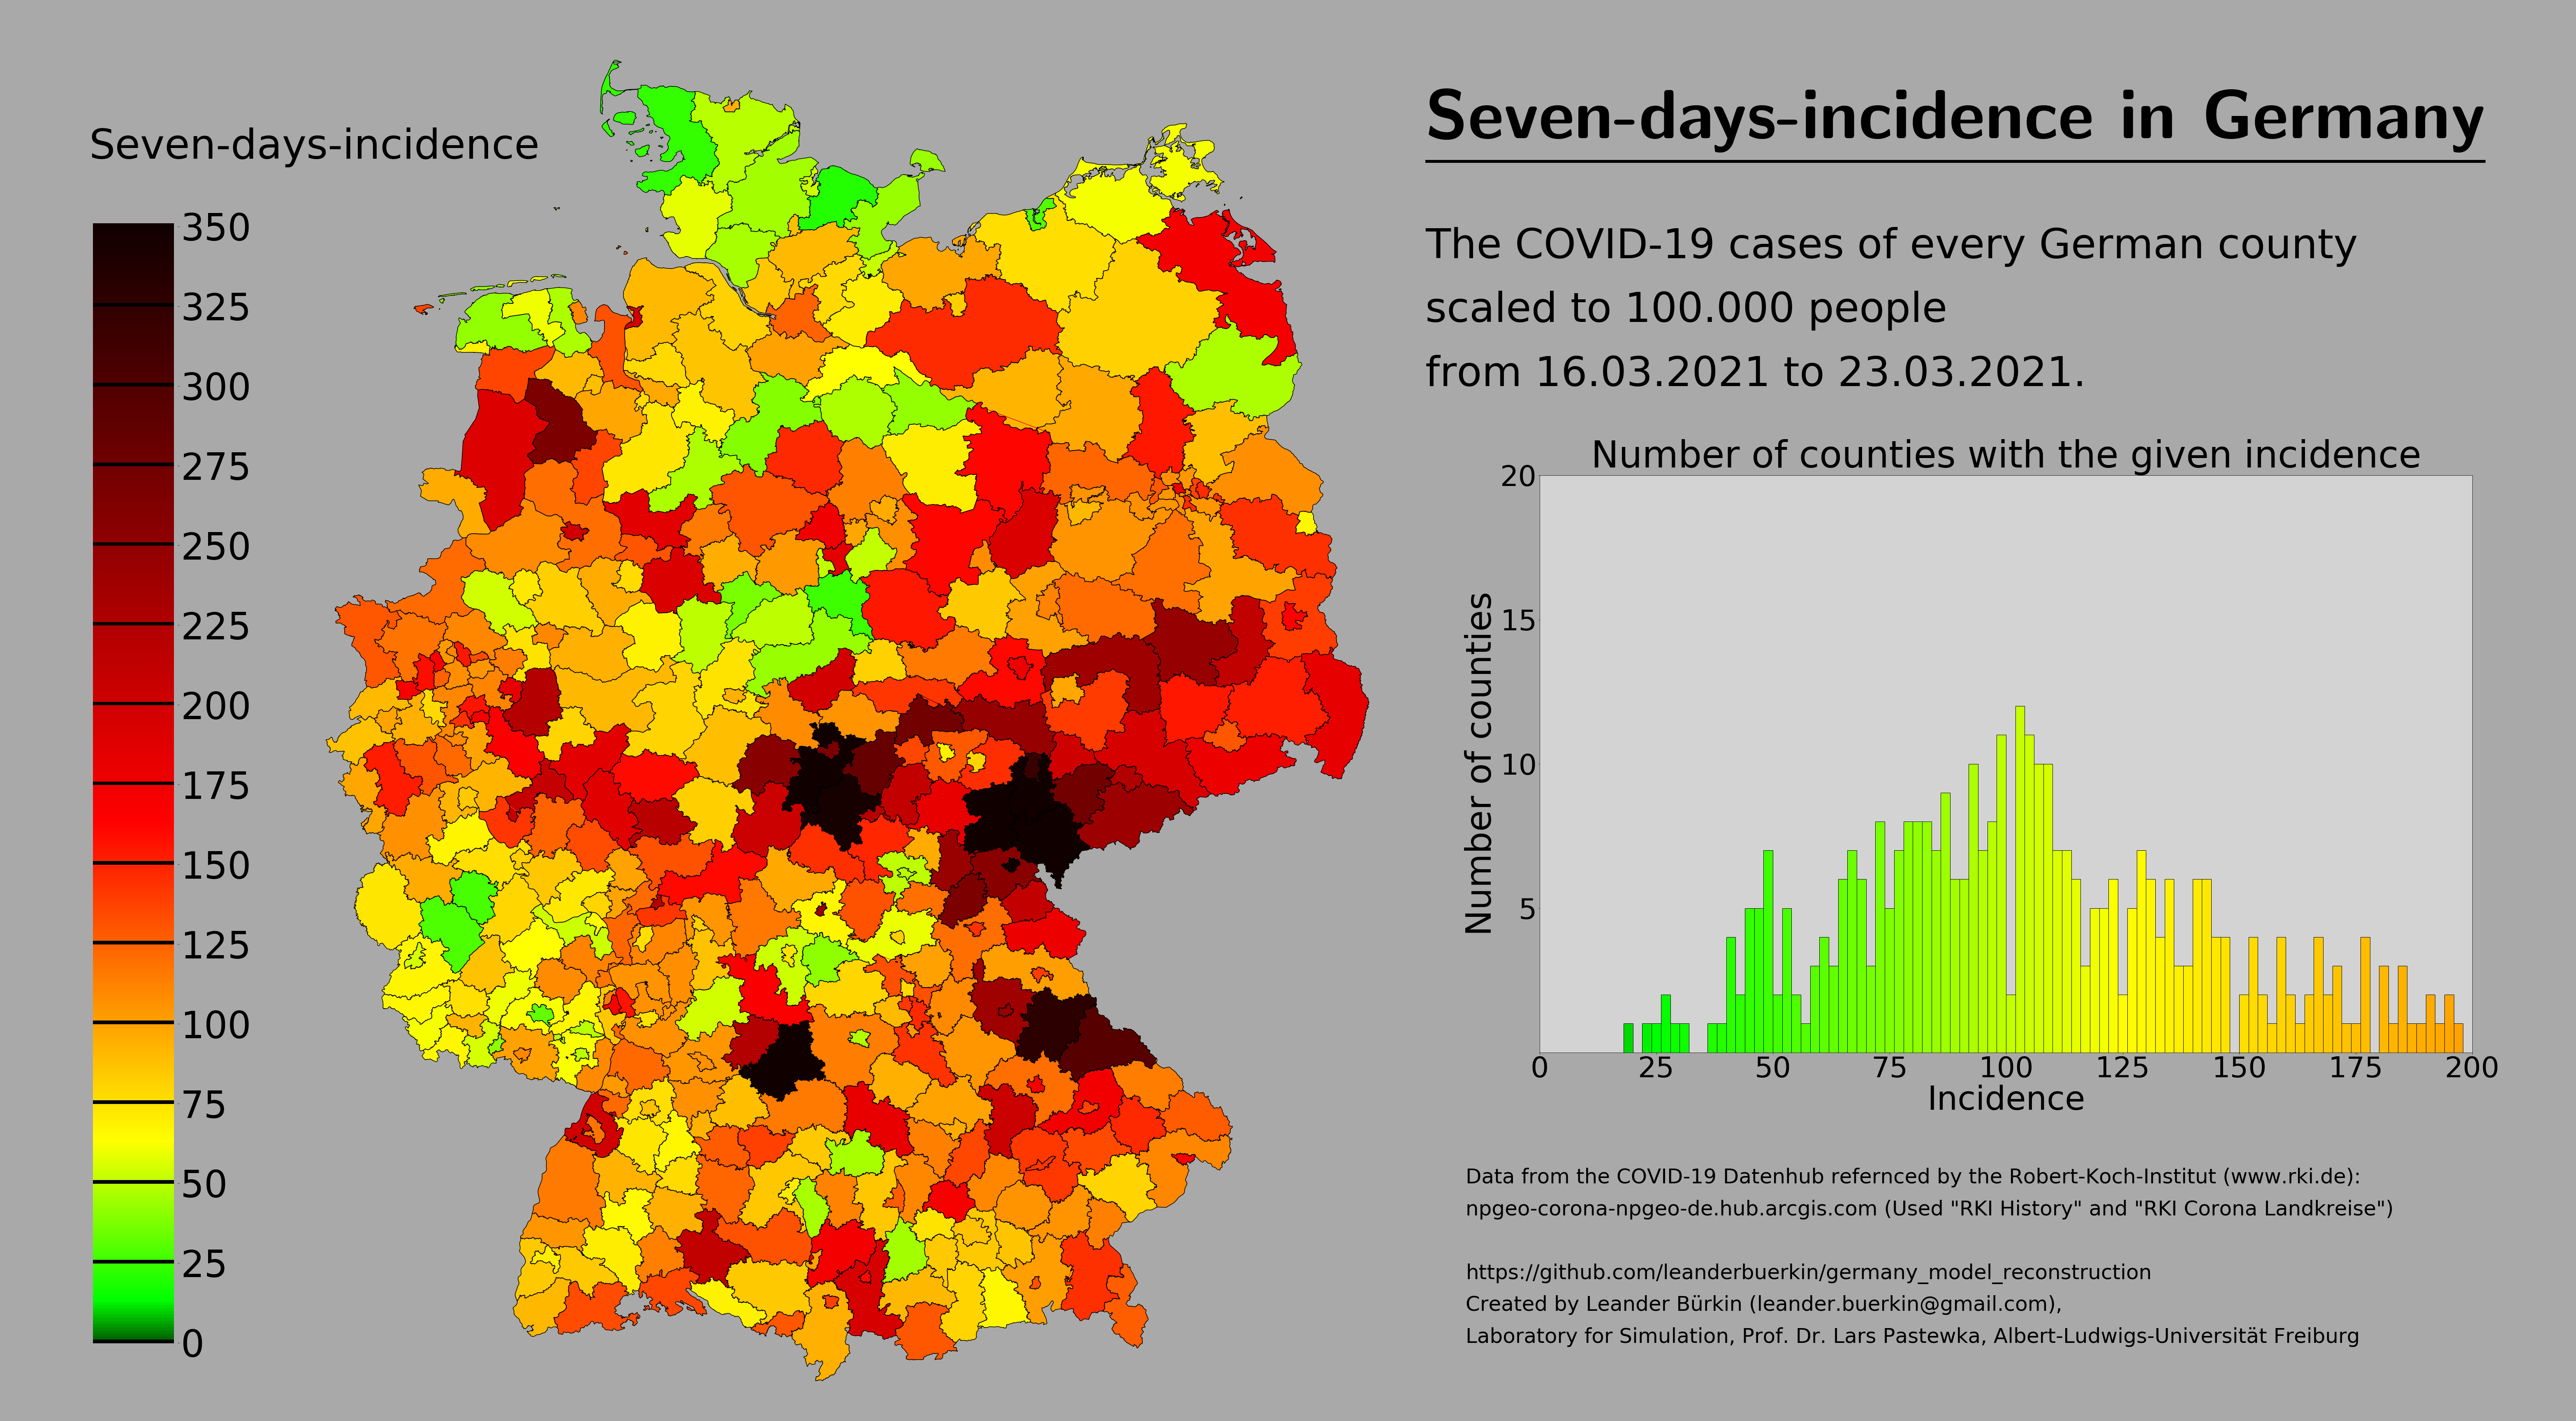 Seven-days-incidence in Germany
Seven-days-incidence
350
325
300
275
250
225
200
175
150
125
100
75
50
25
0
The COVID-19 cases of every German county
scaled to 100.000 people
from 16.03.2021 to 23.03.2021.
Number of counties with the given incidence
20
15
10
5
Number of counties
0 25 50 75 100 125 150 175 200
Incidence
Data from the COVID-19 Datenhub refernced by the Robert-Koch-Institut (www.rki.de):
npgeo-corona-npgeo-de.hub.arcgis.com (Used "RKI History" and "RKI Corona Landkreise")
https://github.com/leanderbuerkin/germany_model_reconstruction
Created by Leander Bürkin (leander.buerkin@gmail.com),
Laboratory for Simulation, Prof. Dr. Lars Pastewka, Albert-Ludwigs-Universität Freiburg